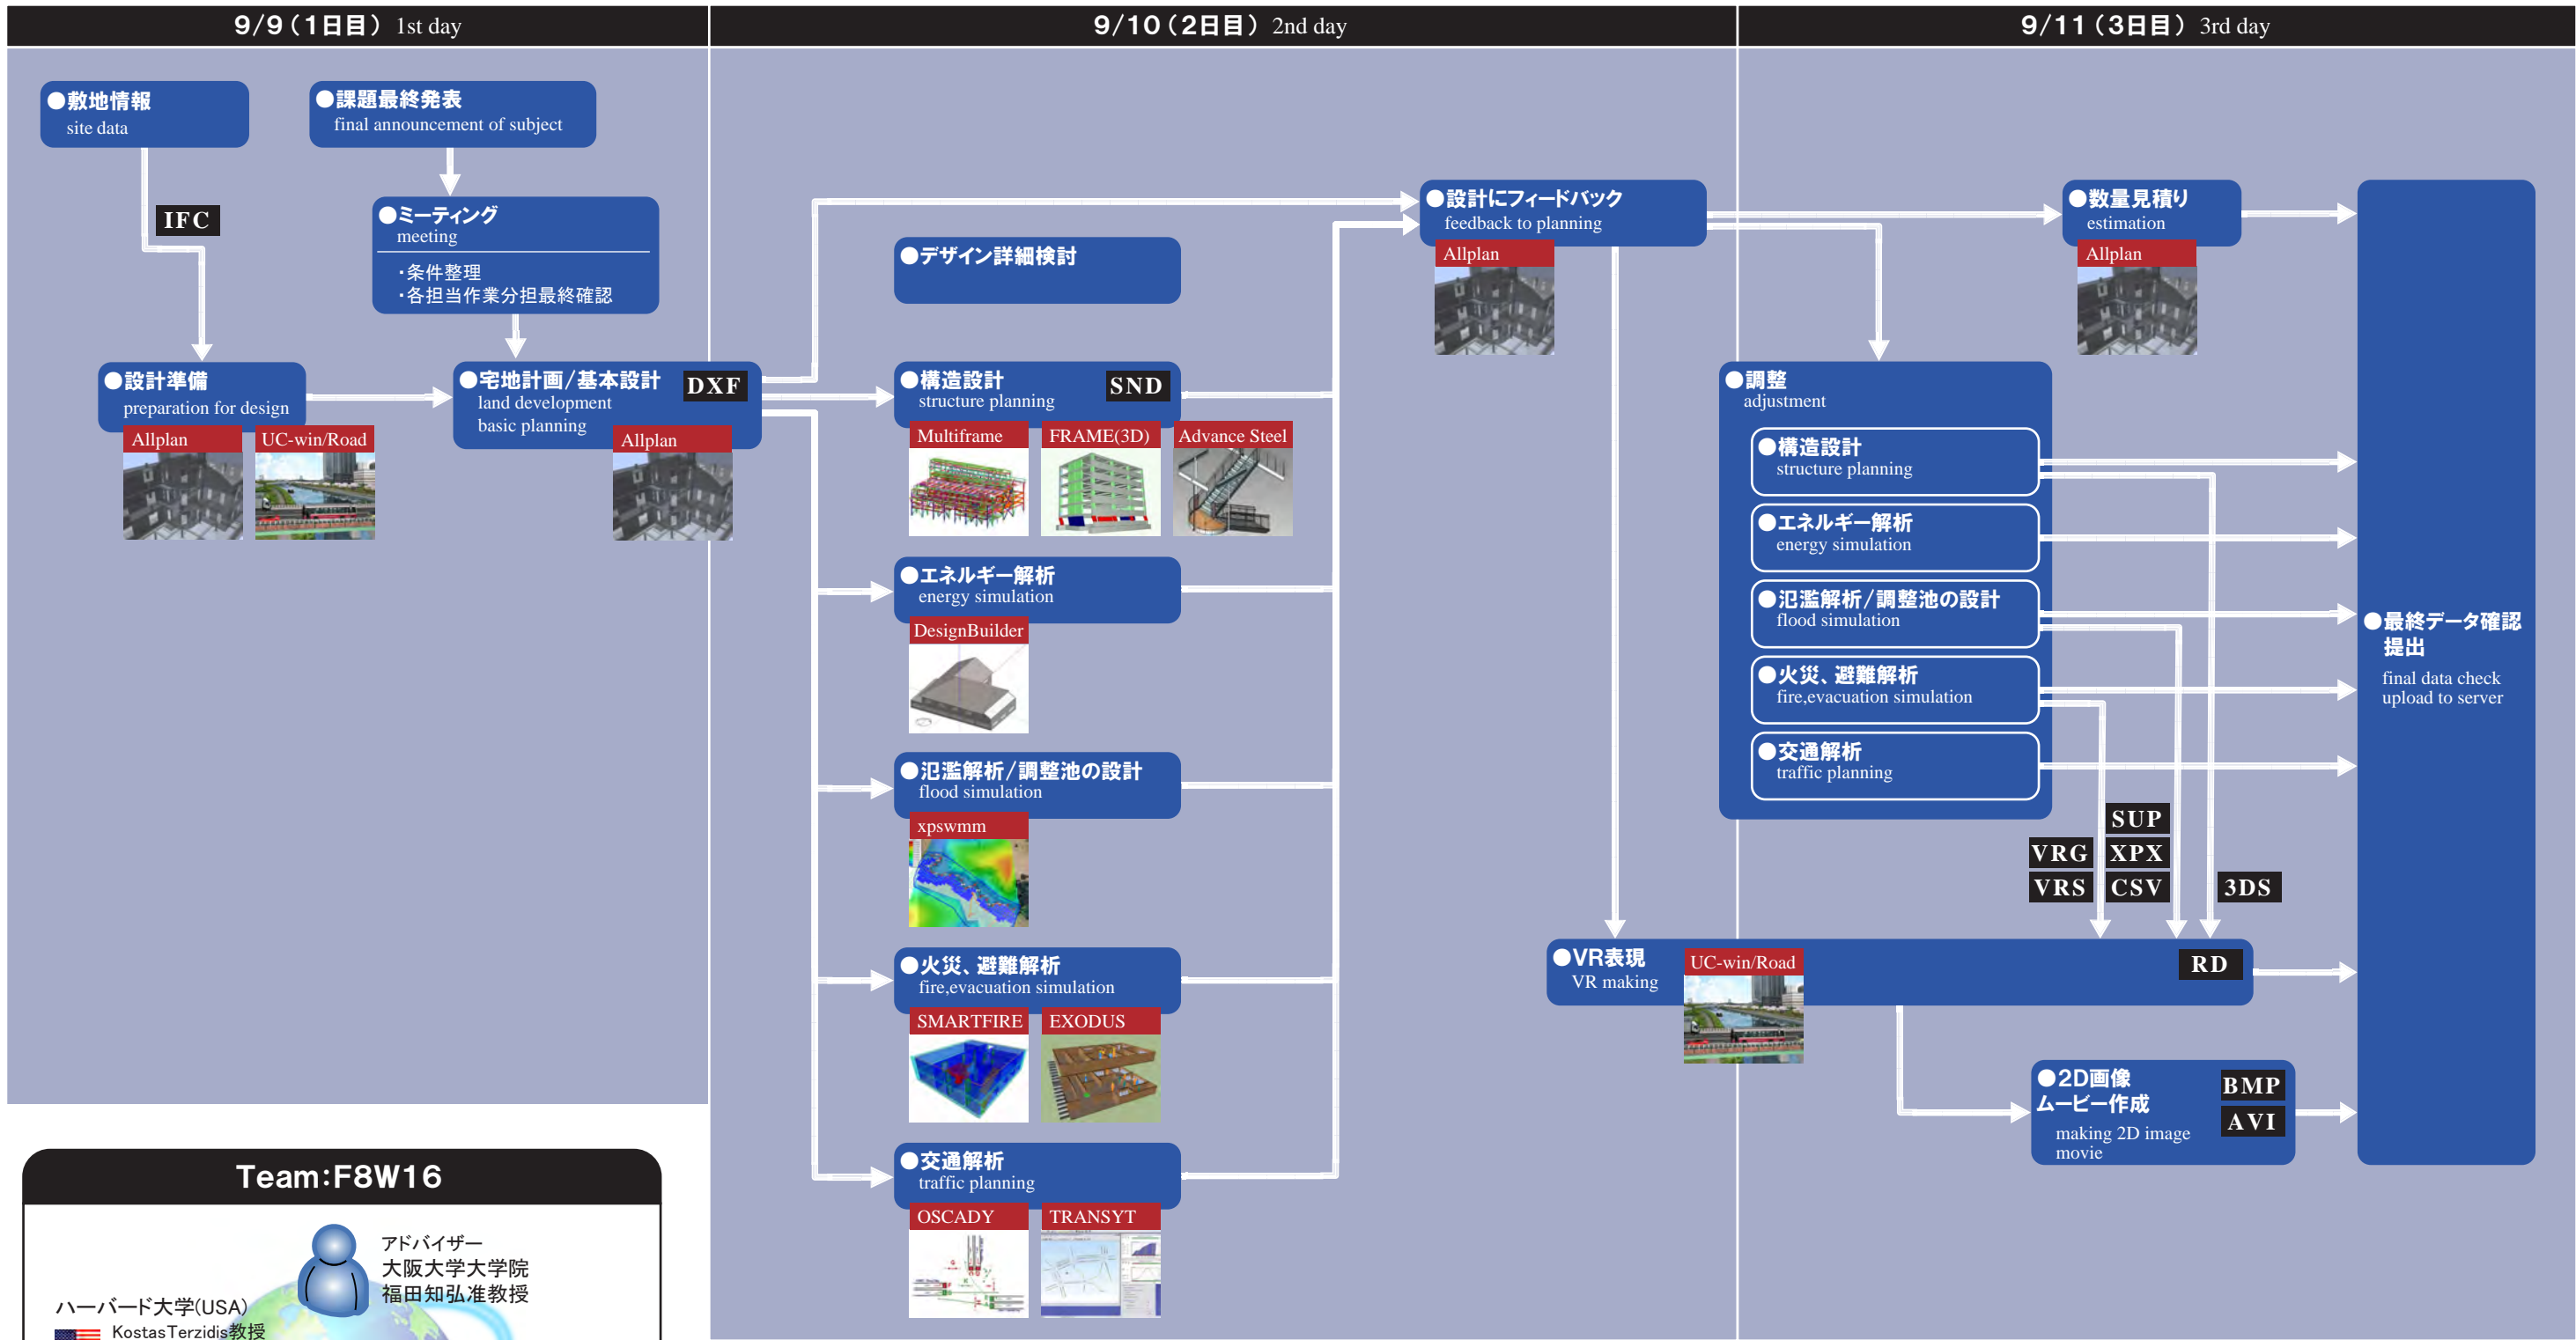 9/9（1日目）1st day
9/10（2日目）2nd day
9/11（3日目）3rd day
●敷地情報
site data
●課題最終発表
final announcement of subject
IFC
●ミーティング
meeting
・条件整理
・各担当作業分担最終確認
●設計準備
preparation for design
Allplan
UC-win/Road
●宅地計画/基本設計
land development
basic planning
DXF
Allplan
●デザイン詳細検討
●構造設計
structure planning
SND
Multiframe
FRAME(3D)
Advance Steel
●エネルギー解析
energy simulation
DesignBuilder
●氾濫解析/調整池の設計
flood simulation
xpswmm
●火災、避難解析
fire,evacuation simulation
SMARTFIRE
EXODUS
●交通解析
traffic planning
OSCADY
TRANSYT
●設計にフィードバック
feedback to planning
Allplan
●数量見積り
estimation
Allplan
●調整
adjustment
●構造設計
structure planning
●エネルギー解析
energy simulation
●氾濫解析/調整池の設計
flood simulation
●火災、避難解析
fire,evacuation simulation
●交通解析
traffic planning
SUP
VRG
XPX
VRS
CSV
3DS
●VR表現
VR making
UC-win/Road
RD
●2D画像
ムービー作成
making 2D image
movie
BMP
AVI
●最終データ確認
提出
final data check
upload to server
Team:F8W16
アドバイザー
大阪大学大学院
福田知弘准教授
ハーバード大学(USA)
KostasTerzidis教授